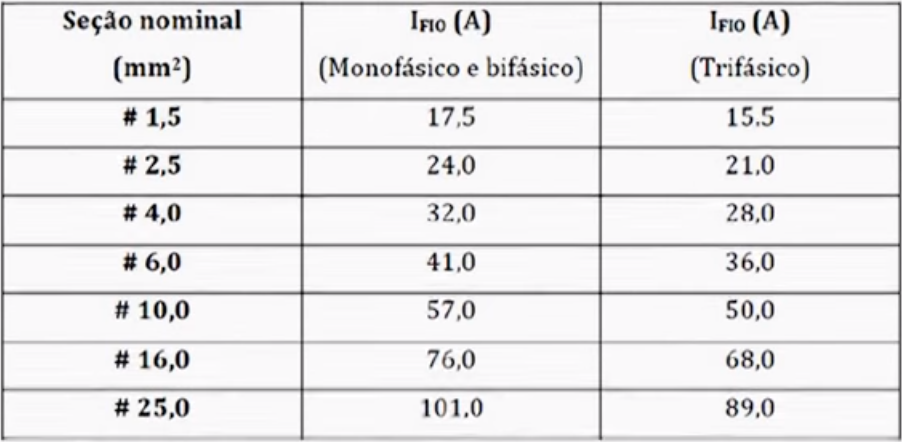 Seção nominal (mm²) I_FIO (A) (Monofásico e bifásico) I_FIO (A) (Trifásico)
# 1,5 17,5 15.5
# 2,5 24,0 21,0
# 4,0 32,0 28,0
# 6,0 41,0 36,0
# 10,0 57,0 50,0
# 16,0 76,0 68,0
# 25,0 101,0 89,0